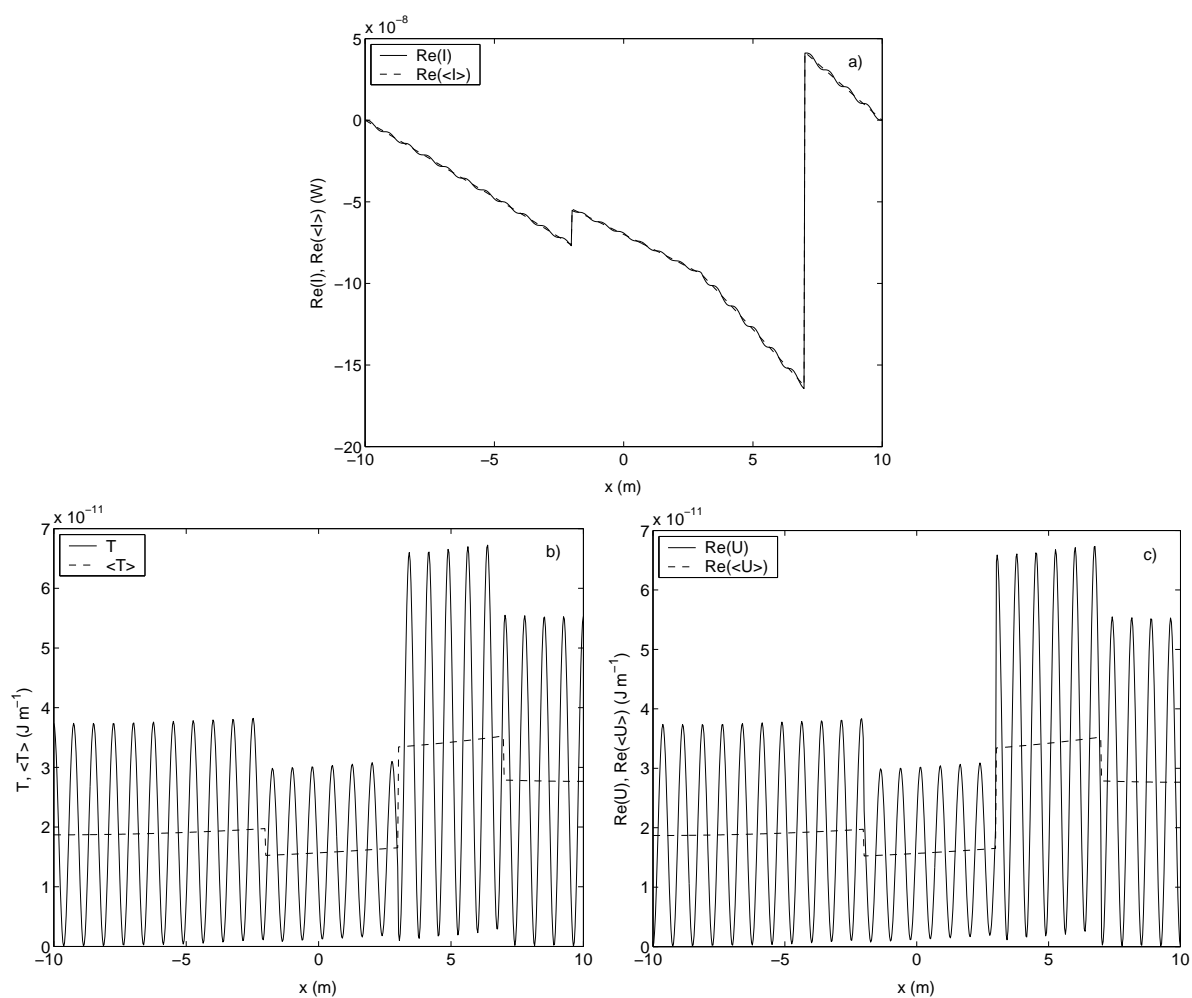 x 10⁻⁸
5
Re(I)
Re(<I>)
a)
0
−5
−10
−15
−20
Re(I), Re(<I>) (W)
−10
−5
0
5
10
x (m)
x 10⁻¹¹
7
T
<T>
b)
6
5
4
3
2
1
0
T, <T> (J m⁻¹)
−10
−5
0
5
10
x (m)
x 10⁻¹¹
7
Re(U)
Re(<U>)
c)
6
5
4
3
2
1
0
Re(U), Re(<U>) (J m⁻¹)
−10
−5
0
5
10
x (m)